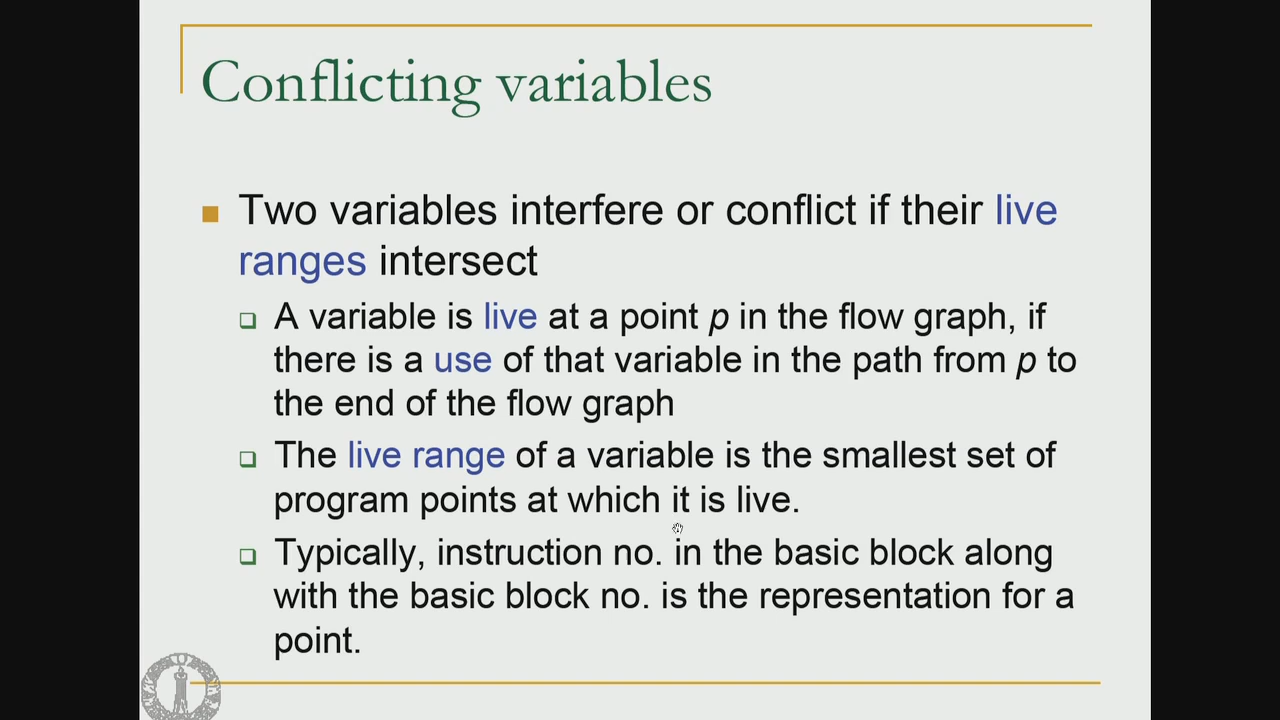 Conflicting variables
Two variables interfere or conflict if their live
ranges intersect
A variable is live at a point p in the flow graph, if
there is a use of that variable in the path from p to
the end of the flow graph
The live range of a variable is the smallest set of
program points at which it is live.
Typically, instruction no. in the basic block along
with the basic block no. is the representation for a
point.